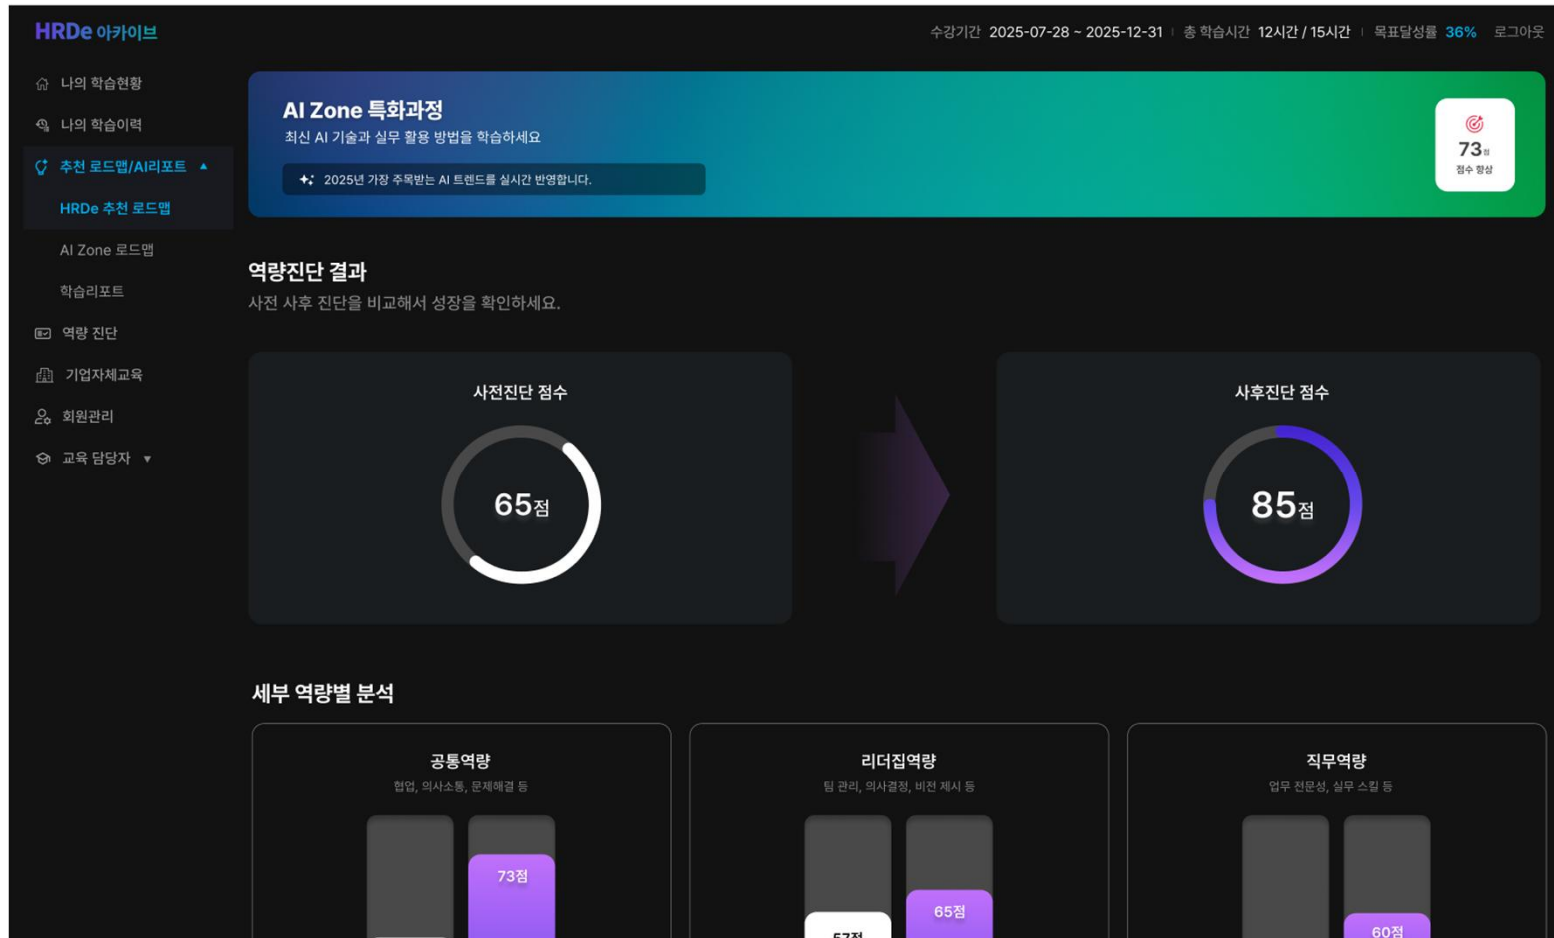 HRDe 아카이브
수강기간 2025-07-28 ~ 2025-12-31 | 총 학습시간 12시간 / 15시간 | 목표달성률 36% 로그아웃
나의 학습현황
나의 학습이력
추천 로드맵/AI리포트 ▲
HRDe 추천 로드맵
AI Zone 로드맵
학습리포트
역량 진단
기업자체교육
회원관리
교육 담당자 ▼
AI Zone 특화과정
최신 AI 기술과 실무 활용 방법을 학습하세요
2025년 가장 주목받는 AI 트렌드를 실시간 반영합니다.
73점
점수 향상
역량진단 결과
사전 사후 진단을 비교해서 성장을 확인하세요.
사전진단 점수
65점
사후진단 점수
85점
세부 역량별 분석
공통역량
협업, 의사소통, 문제해결 등
73점
리더집역량
팀 관리, 의사결정, 비전 제시 등
57점
65점
직무역량
업무 전문성, 실무 스킬 등
60점